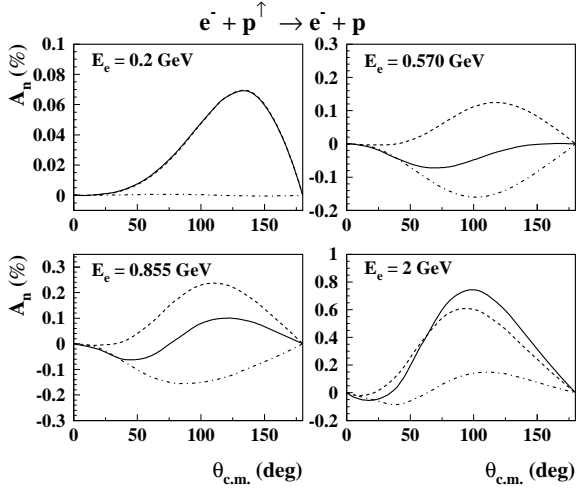 e⁻ + p↑ → e⁻ + p
A_n (%)
E_e = 0.2 GeV
0.1
0.08
0.06
0.04
0.02
0
0 50 100 150
E_e = 0.570 GeV
0.3
0.2
0.1
0
-0.1
-0.2
0 50 100 150
A_n (%)
E_e = 0.855 GeV
0.3
0.2
0.1
0
-0.1
-0.2
-0.3
0 50 100 150
θ_c.m. (deg)
E_e = 2 GeV
1
0.8
0.6
0.4
0.2
0
-0.2
0 50 100 150
θ_c.m. (deg)